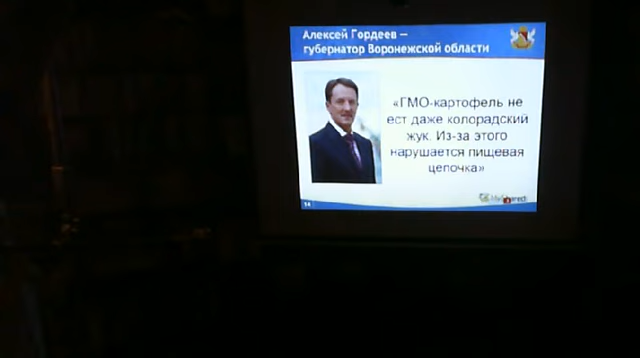 Алексей Гордеев –
губернатор Воронежской области
«ГМО-картофель не
ест даже колорадский
жук. Из-за этого
нарушается пищевая
цепочка»
14